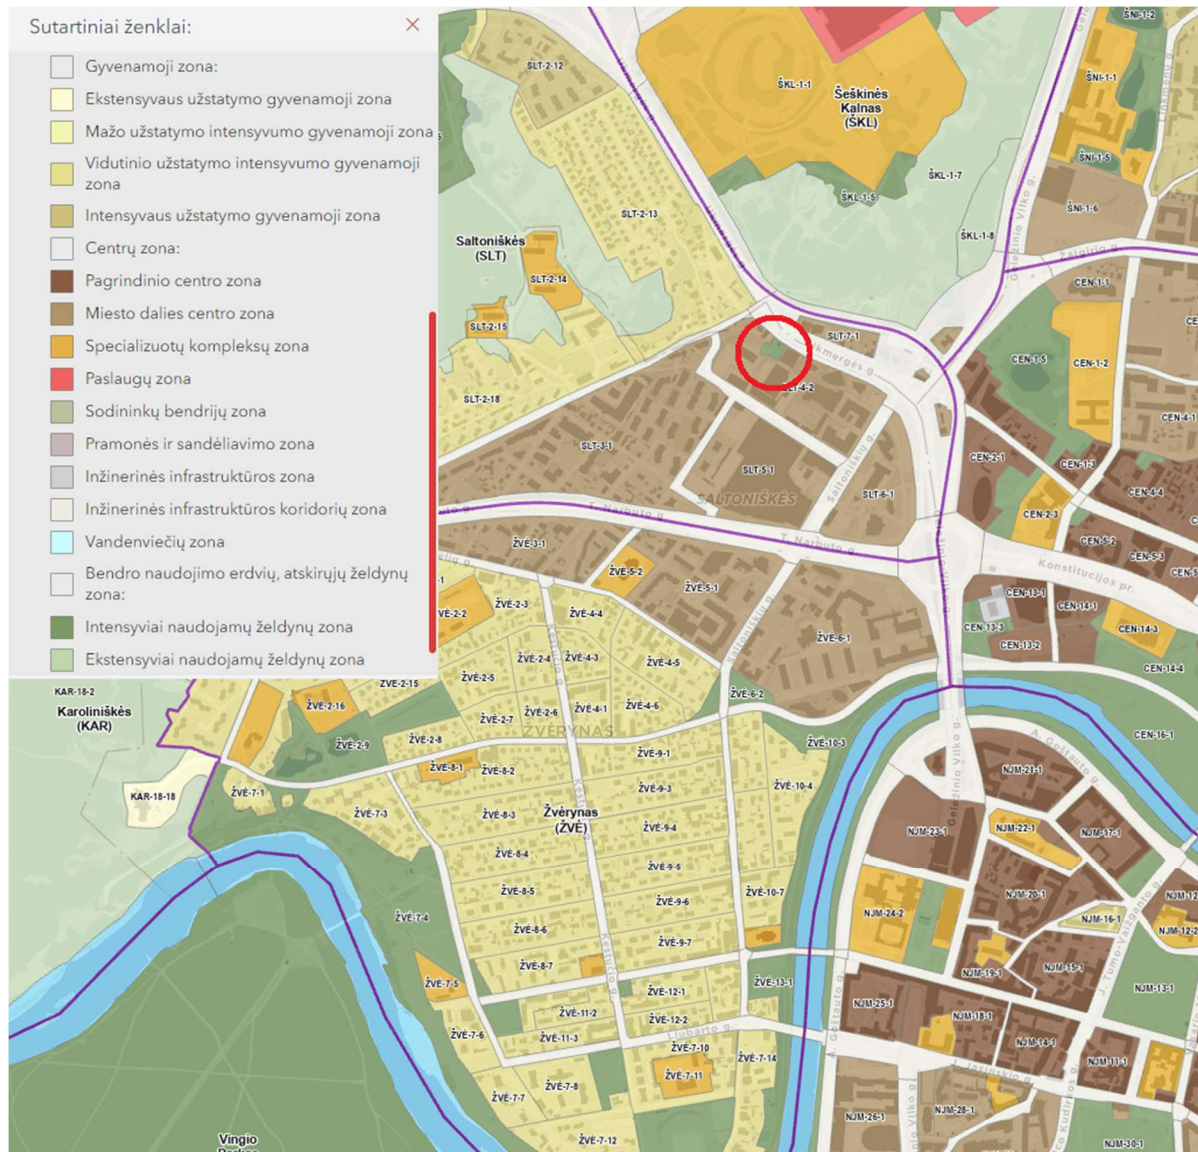 Sutartiniai ženklai:
Gyvenamoji zona:
Ekstensyvaus užstatymo gyvenamoji zona
Mažo užstatymo intensyvumo gyvenamoji zona
Vidutinio užstatymo intensyvumo gyvenamoji
zona
Intensyvaus užstatymo gyvenamoji zona
Centrų zona:
Pagrindinio centro zona
Miesto dalies centro zona
Specializuotų kompleksų zona
Paslaugų zona
Sodininkų bendrijų zona
Pramonės ir sandėliavimo zona
Inžinerinės infrastruktūros zona
Inžinerinės infrastruktūros koridorių zona
Vandenviečių zona
Bendro naudojimo erdvių, atskirųjų želdynų
zona:
Intensyviai naudojamų želdynų zona
Ekstensyviai naudojamų želdynų zona
ŠNI-1-2
SLT-2-12
ŠKL-1-1
ŠNI-1-1
Šeškinės
Kalnas
(ŠKL)
ŠNI-1-5
ŠKL-1-7
ŠKL-1-5
ŠNI-1-6
SLT-2-13
ŠKL-1-8
Geležinio Vilko g.
Saltoniškės
(SLT)
Žalgirio g.
SLT-2-14
CEN-1-1
SLT-2-15
SLT-7-1
CEN-1-5
CEN-1-2
SLT-2-18
CEN-4-1
SLT-3-1
Saltoniškių g.
CEN-2-1
CEN-1-3
SLT-5-1
SALTONIŠKĖS
SLT-6-1
CEN-4-4
CEN-2-3
T. Narbuto g.
T. Narbuto g.
ŽVĖ-3-1
CEN-5-2
CEN-5-3
ŽVĖ-5-2
ŽVĖ-5-1
Konstitucijos pr.
ŽVĖ-2-2
ŽVĖ-2-3
ŽVĖ-4-4
CEN-13-1
CEN-14-1
Saltoniškių g.
CEN-13-3
CEN-14-3
ŽVĖ-6-1
CEN-13-2
ŽVĖ-2-4
ŽVĖ-4-3
ŽVĖ-4-5
CEN-14-4
ŽVĖ-2-5
ŽVĖ-2-15
KAR-18-2
ŽVĖ-6-2
Karoliniškės
(KAR)
ŽVĖ-2-16
ŽVĖ-2-7
ŽVĖ-2-6
ŽVĖ-4-1
ŽVĖ-4-6
ŽVĖRYNAS
ŽVĖ-2-9
ŽVĖ-2-8
ŽVĖ-10-3
CEN-16-1
A. Goštauto g.
ŽVĖ-9-1
ŽVĖ-8-1
ŽVĖ-8-2
NJM-21-1
ŽVĖ-7-1
KAR-18-18
ŽVĖ-9-3
ŽVĖ-10-4
ŽVĖ-7-3
ŽVĖ-8-3
Žvėrynas
(ŽVĖ)
Geležinio Vilko g.
ŽVĖ-9-4
NJM-23-1
NJM-22-1
NJM-17-1
ŽVĖ-8-4
ŽVĖ-9-5
ŽVĖ-8-5
ŽVĖ-10-7
NJM-20-1
ŽVĖ-9-6
ŽVĖ-7-4
NJM-24-2
NJM-16-1
ŽVĖ-8-6
ŽVĖ-9-7
Kęstučio g.
J. Tumo-Vaižganto g.
ŽVĖ-8-7
NJM-19-1
NJM-15-1
ŽVĖ-7-5
ŽVĖ-13-1
ŽVĖ-12-1
NJM-13-1
NJM-25-1
ŽVĖ-11-2
NJM-18-1
ŽVĖ-12-2
A. Goštauto g.
Liubarto g.
ŽVĖ-7-6
ŽVĖ-11-3
NJM-14-1
ŽVĖ-7-10
ŽVĖ-7-14
NJM-11-1
J. Jasinskio g.
ŽVĖ-7-11
ŽVĖ-7-8
ŽVĖ-7-7
NJM-26-1
NJM-28-1
ŽVĖ-7-12
Vingio
NJM-30-1